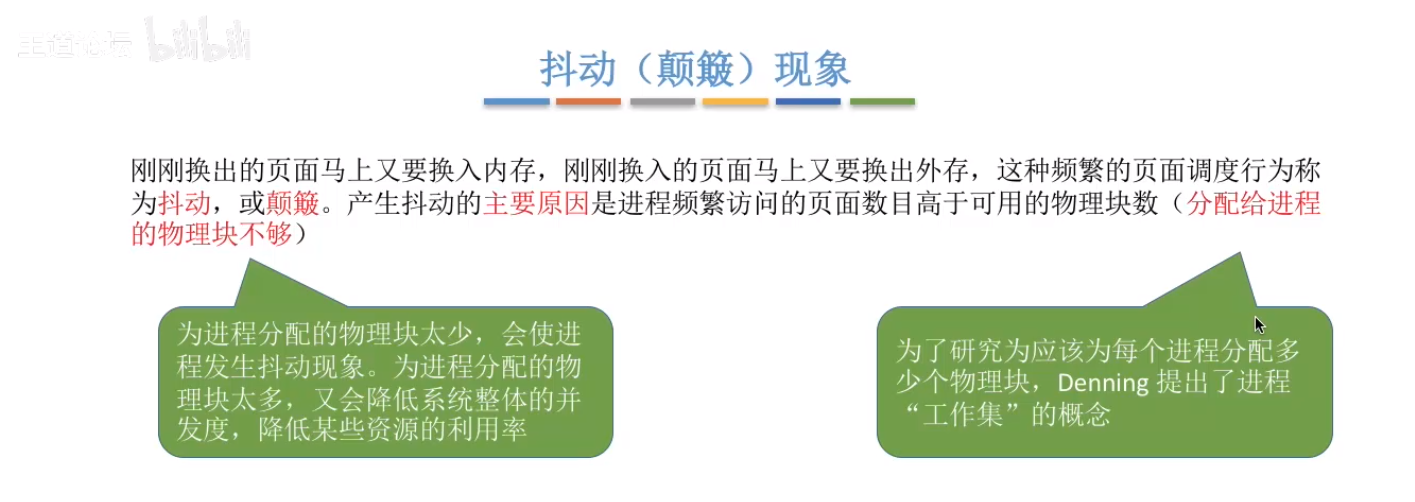 王道论坛 bilibili
抖动（颠簸）现象
刚刚换出的页面马上又要换入内存，刚刚换入的页面马上又要换出外存，这种频繁的页面调度行为称
为抖动，或颠簸。产生抖动的主要原因是进程频繁访问的页面数目高于可用的物理块数（分配给进程
的物理块不够）
为进程分配的物理块太少，会使进
程发生抖动现象。为进程分配的物
理块太多，又会降低系统整体的并
发度，降低某些资源的利用率
为了研究为应该为每个进程分配多
少个物理块，Denning 提出了进程
“工作集”的概念